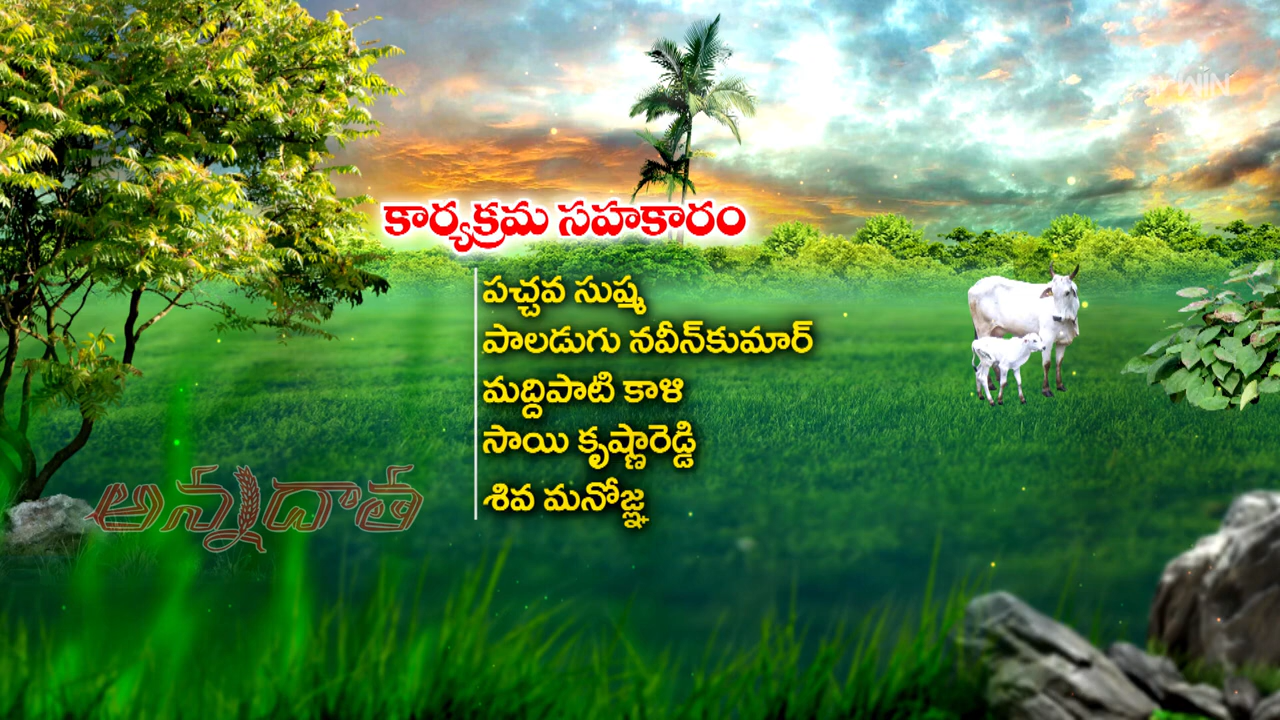 కార్యక్రమ సహకారం
పచ్చవ సుష్మ
పాలడుగు నవీన్‌కుమార్
మద్దిపాటి కాళి
సాయి కృష్ణారెడ్డి
శివ మనోజ్ఞ
అన్నదాత